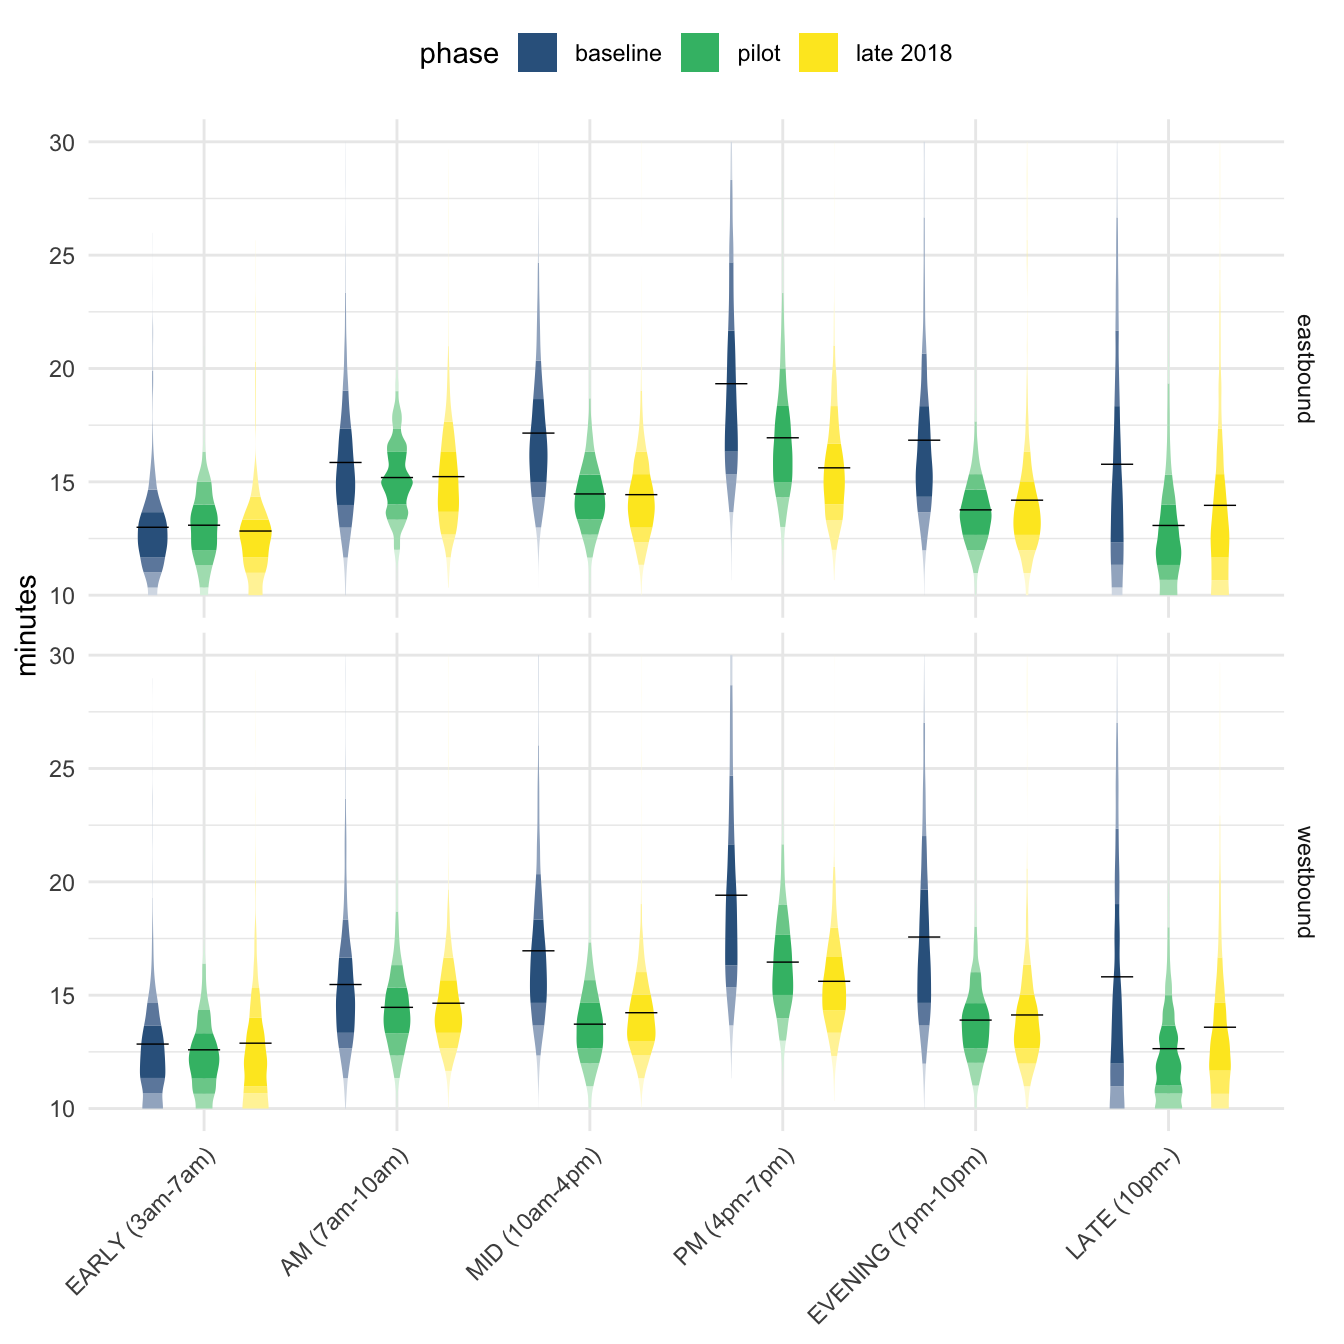 phase baseline pilot late 2018
minutes
30
25
20
15
10
eastbound
30
25
20
15
10
westbound
EARLY (3am-7am)
AM (7am-10am)
MID (10am-4pm)
PM (4pm-7pm)
EVENING (7pm-10pm)
LATE (10pm-)